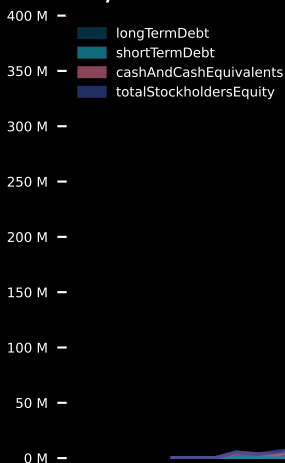 400 M
longTermDebt
shortTermDebt
350 M
cashAndCashEquivalents
totalStockholdersEquity
300 M
250 M
200 M
150 M
100 M
50 M
0 M